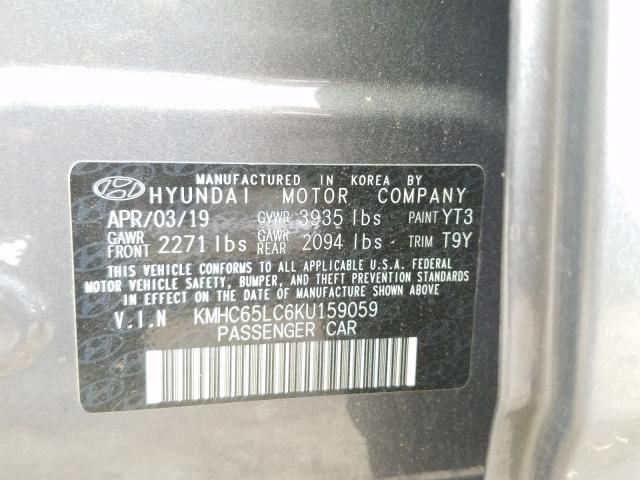 MANUFACTURED IN KOREA BY
HYUNDAI MOTOR COMPANY
APR/03/19 GVWR 3935 lbs PAINT YT3
GAWR FRONT 2271 lbs GAWR REAR 2094 lbs TRIM T9Y
THIS VEHICLE CONFORMS TO ALL APPLICABLE U.S.A. FEDERAL
MOTOR VEHICLE SAFETY, BUMPER, AND THEFT PREVENTION STANDARDS
IN EFFECT ON THE DATE OF MANUFACTURE SHOWN ABOVE
V.I.N KMHC65LC6KU159059
PASSENGER CAR